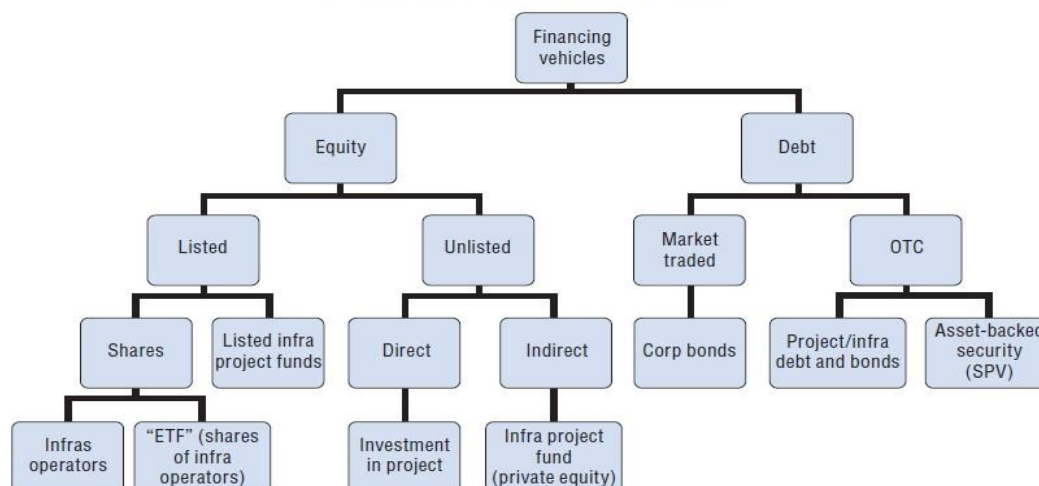 Financing
vehicles
Equity
Debt
Listed
Unlisted
Market
traded
OTC
Shares
Listed infra
project funds
Direct
Indirect
Corp bonds
Project/infra
debt and bonds
Asset-backed
security
(SPV)
Infras
operators
“ETF” (shares
of infra
operators)
Investment
in project
Infra project
fund
(private equity)